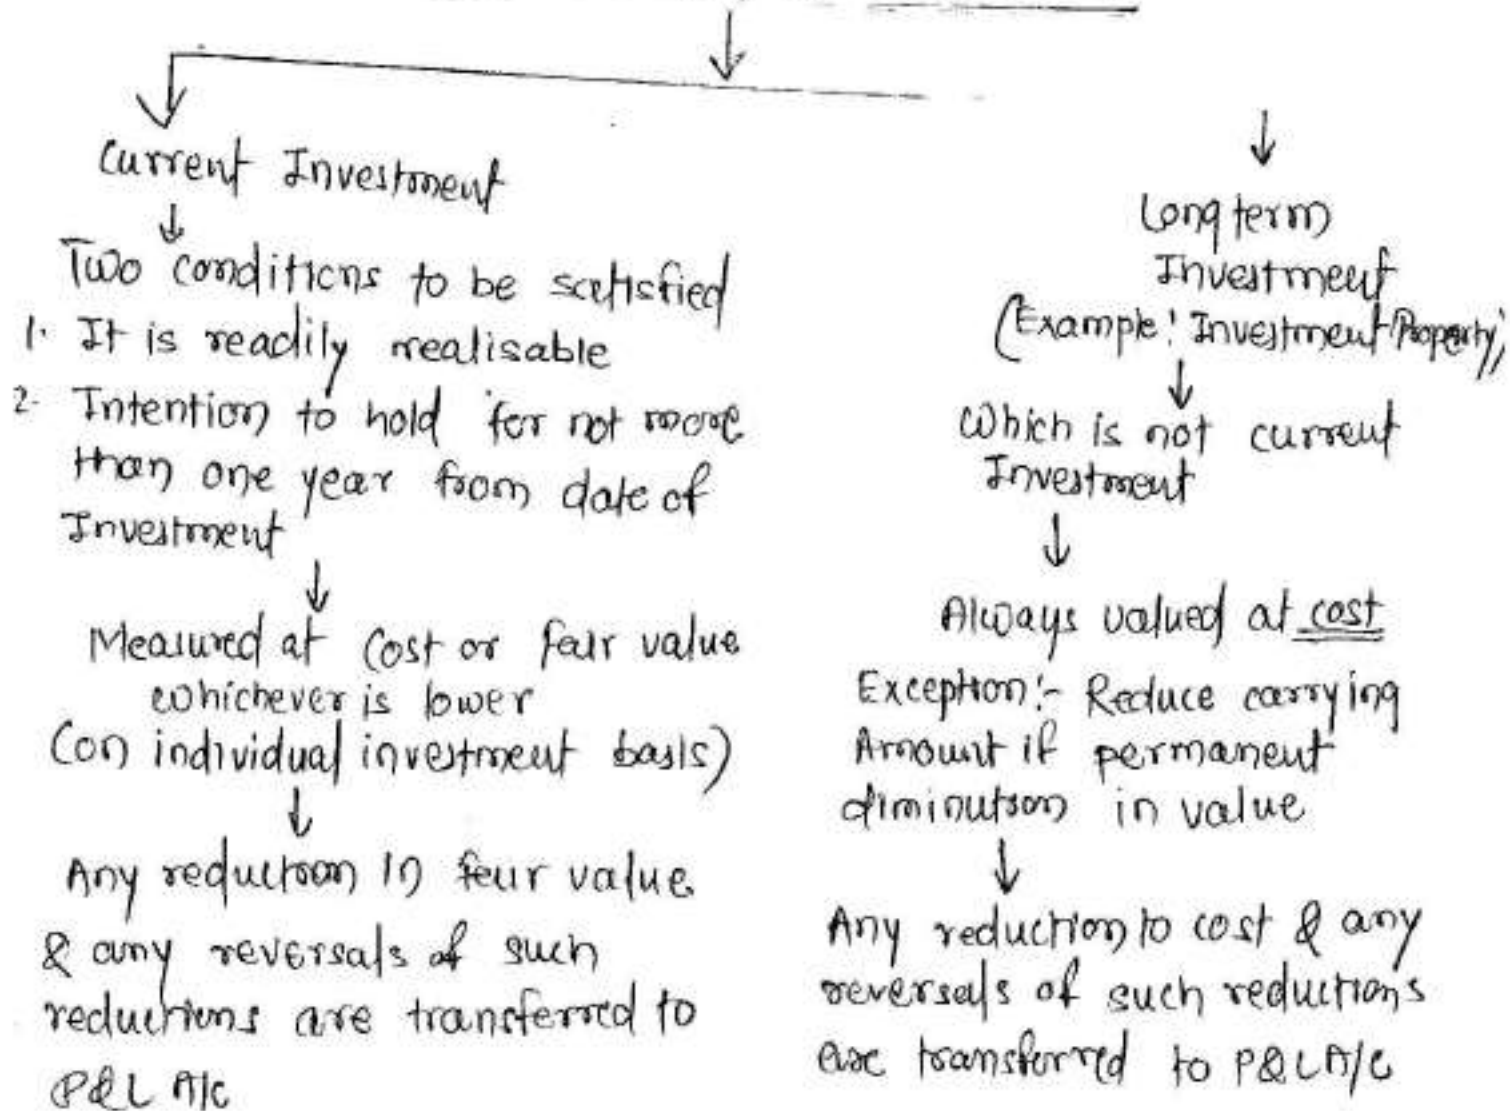 Current Investment
Two conditions to be satisfied
1. It is readily realisable
2. Intention to hold for not more
than one year from date of
Investment
Measured at Cost or fair value
whichever is lower
(on individual investment basis)
Any reduction in fair value
& any reversals of such
reductions are transferred to
P&L A/c
Long term
Investment
(Example: Investment Property)
Which is not current
Investment
Always valued at cost
Exception:- Reduce carrying
Amount if permanent
diminution in value
Any reduction to cost & any
reversals of such reductions
are transferred to P&L A/c